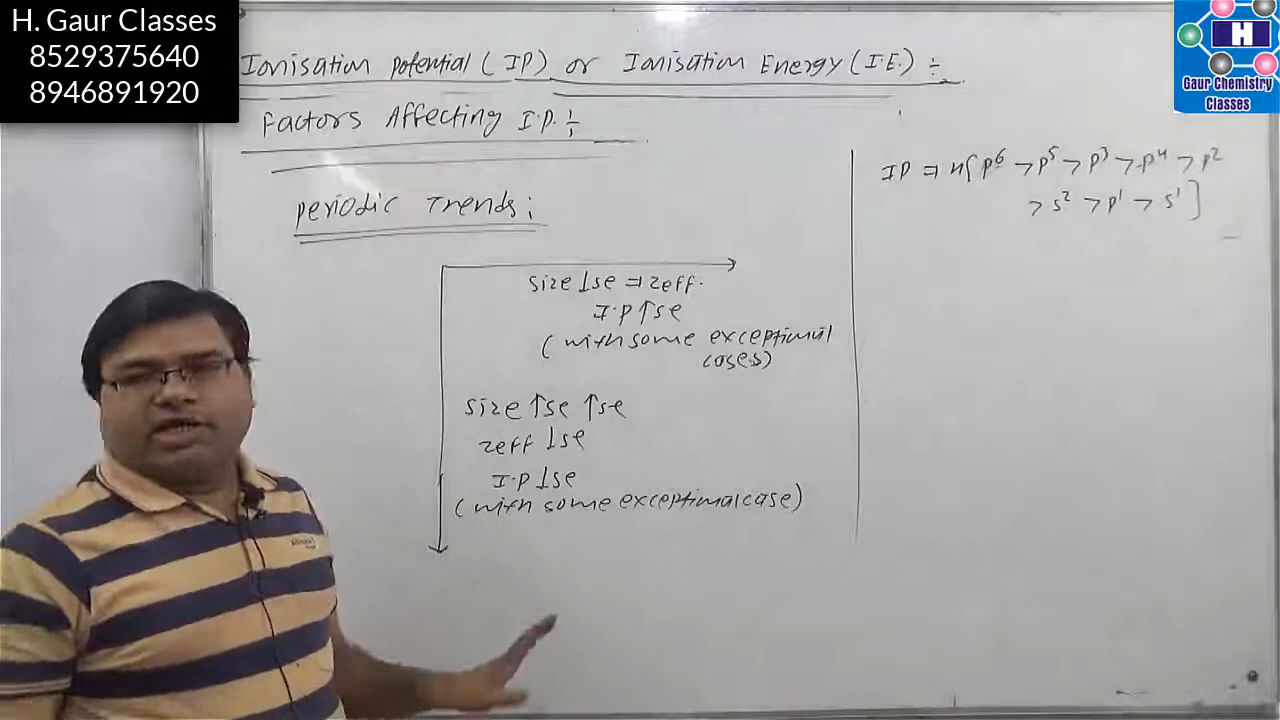 H. Gaur Classes
8529375640
8946891920
H
Gaur Chemistry
Classes
Ionisation Potential (IP) or Ionisation Energy (I.E.) ÷
Factors Affecting I.P. ÷
Periodic Trends:
Size ↓se ⇒ Zeff.
I.P ↑se
(with some exceptional
cases)
Size ↑se ↑se
Zeff ↓se
I.P ↓se
(with some exceptional case)
IP ⇒ n[p⁶ > p⁵ > p³ > p⁴ > p²
> s² > p¹ > s¹]